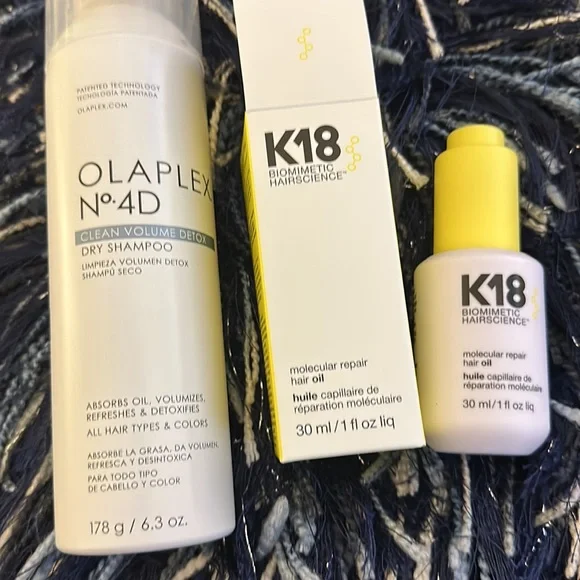 PATENTED TECHNOLOGY
TECNOLOGÍA PATENTADA
OLAPLEX.COM
OLAPLEX
Nº.4D
CLEAN VOLUME DETOX
DRY SHAMPOO
LIMPIEZA VOLUMEN DETOX
SHAMPÚ SECO
ABSORBS OIL, VOLUMIZES,
REFRESHES & DETOXIFIES
ALL HAIR TYPES & COLORS
ABSORBE LA GRASA, DA VOLUMEN,
REFRESCA Y DESINTOXICA
PARA TODO TIPO
DE CABELLO Y COLOR
178 g / 6.3 oz.
K18
BIOMIMETIC
HAIRSCIENCE™
molecular repair
hair oil
huile capillaire de
réparation moléculaire
30 ml/1 fl oz liq
K18
BIOMIMETIC
HAIRSCIENCE™
molecular repair
hair oil
huile capillaire de
réparation moléculaire
30 ml/1 fl oz liq